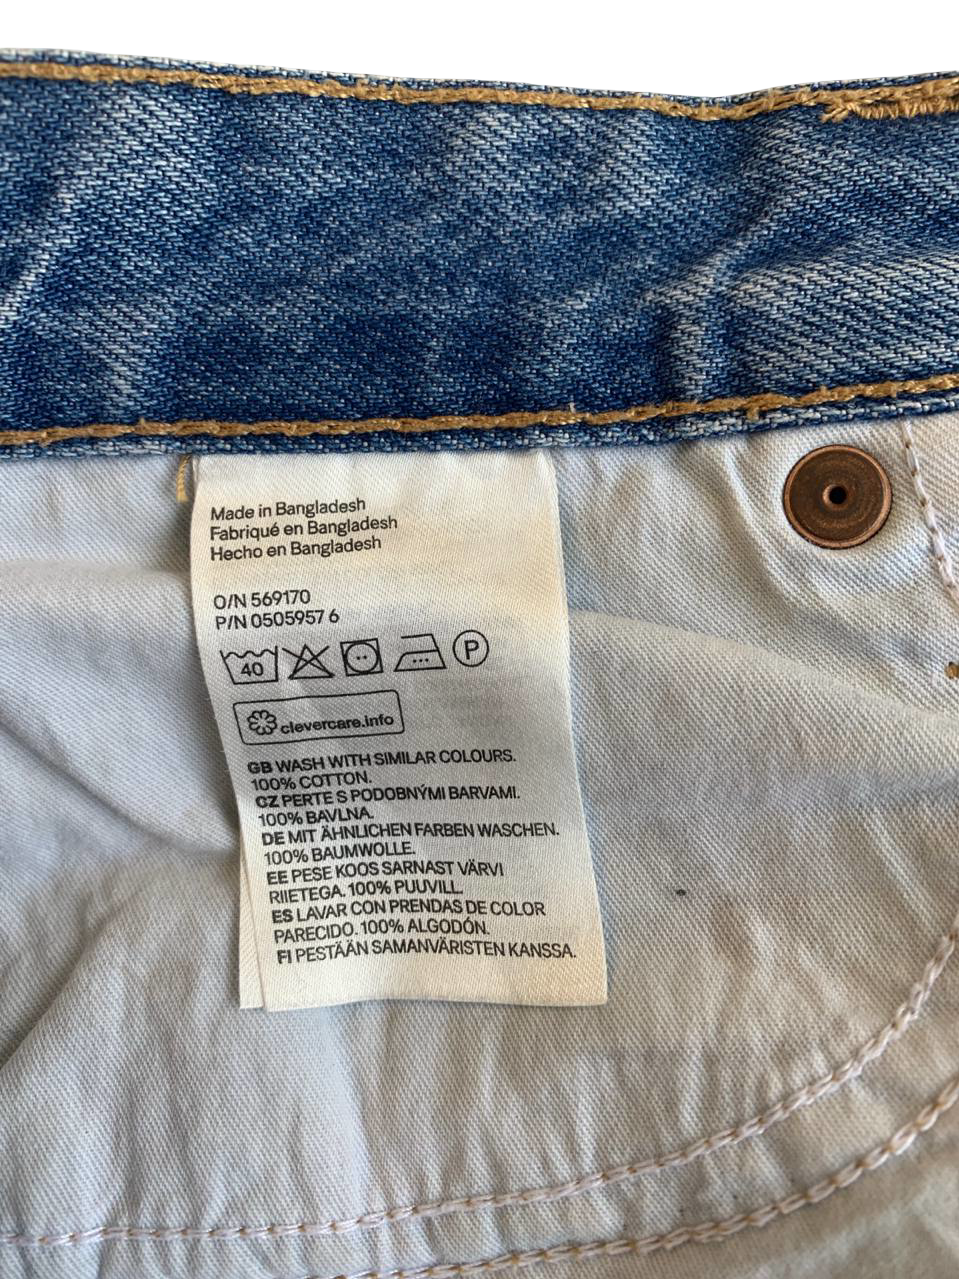 Made in Bangladesh
Fabriqué en Bangladesh
Hecho en Bangladesh
O/N 569170
P/N 0505957 6
40 P
clevercare.info
GB WASH WITH SIMILAR COLOURS.
100% COTTON.
CZ PERTE S PODOBNÝMI BARVAMI.
100% BAVLNA.
DE MIT ÄHNLICHEN FARBEN WASCHEN.
100% BAUMWOLLE.
EE PESE KOOS SARNAST VÄRVI
RIIETEGA. 100% PUUVILL.
ES LAVAR CON PRENDAS DE COLOR
PARECIDO. 100% ALGODÓN.
FI PESTÄÄN SAMANVÄRISTEN KANSSA.